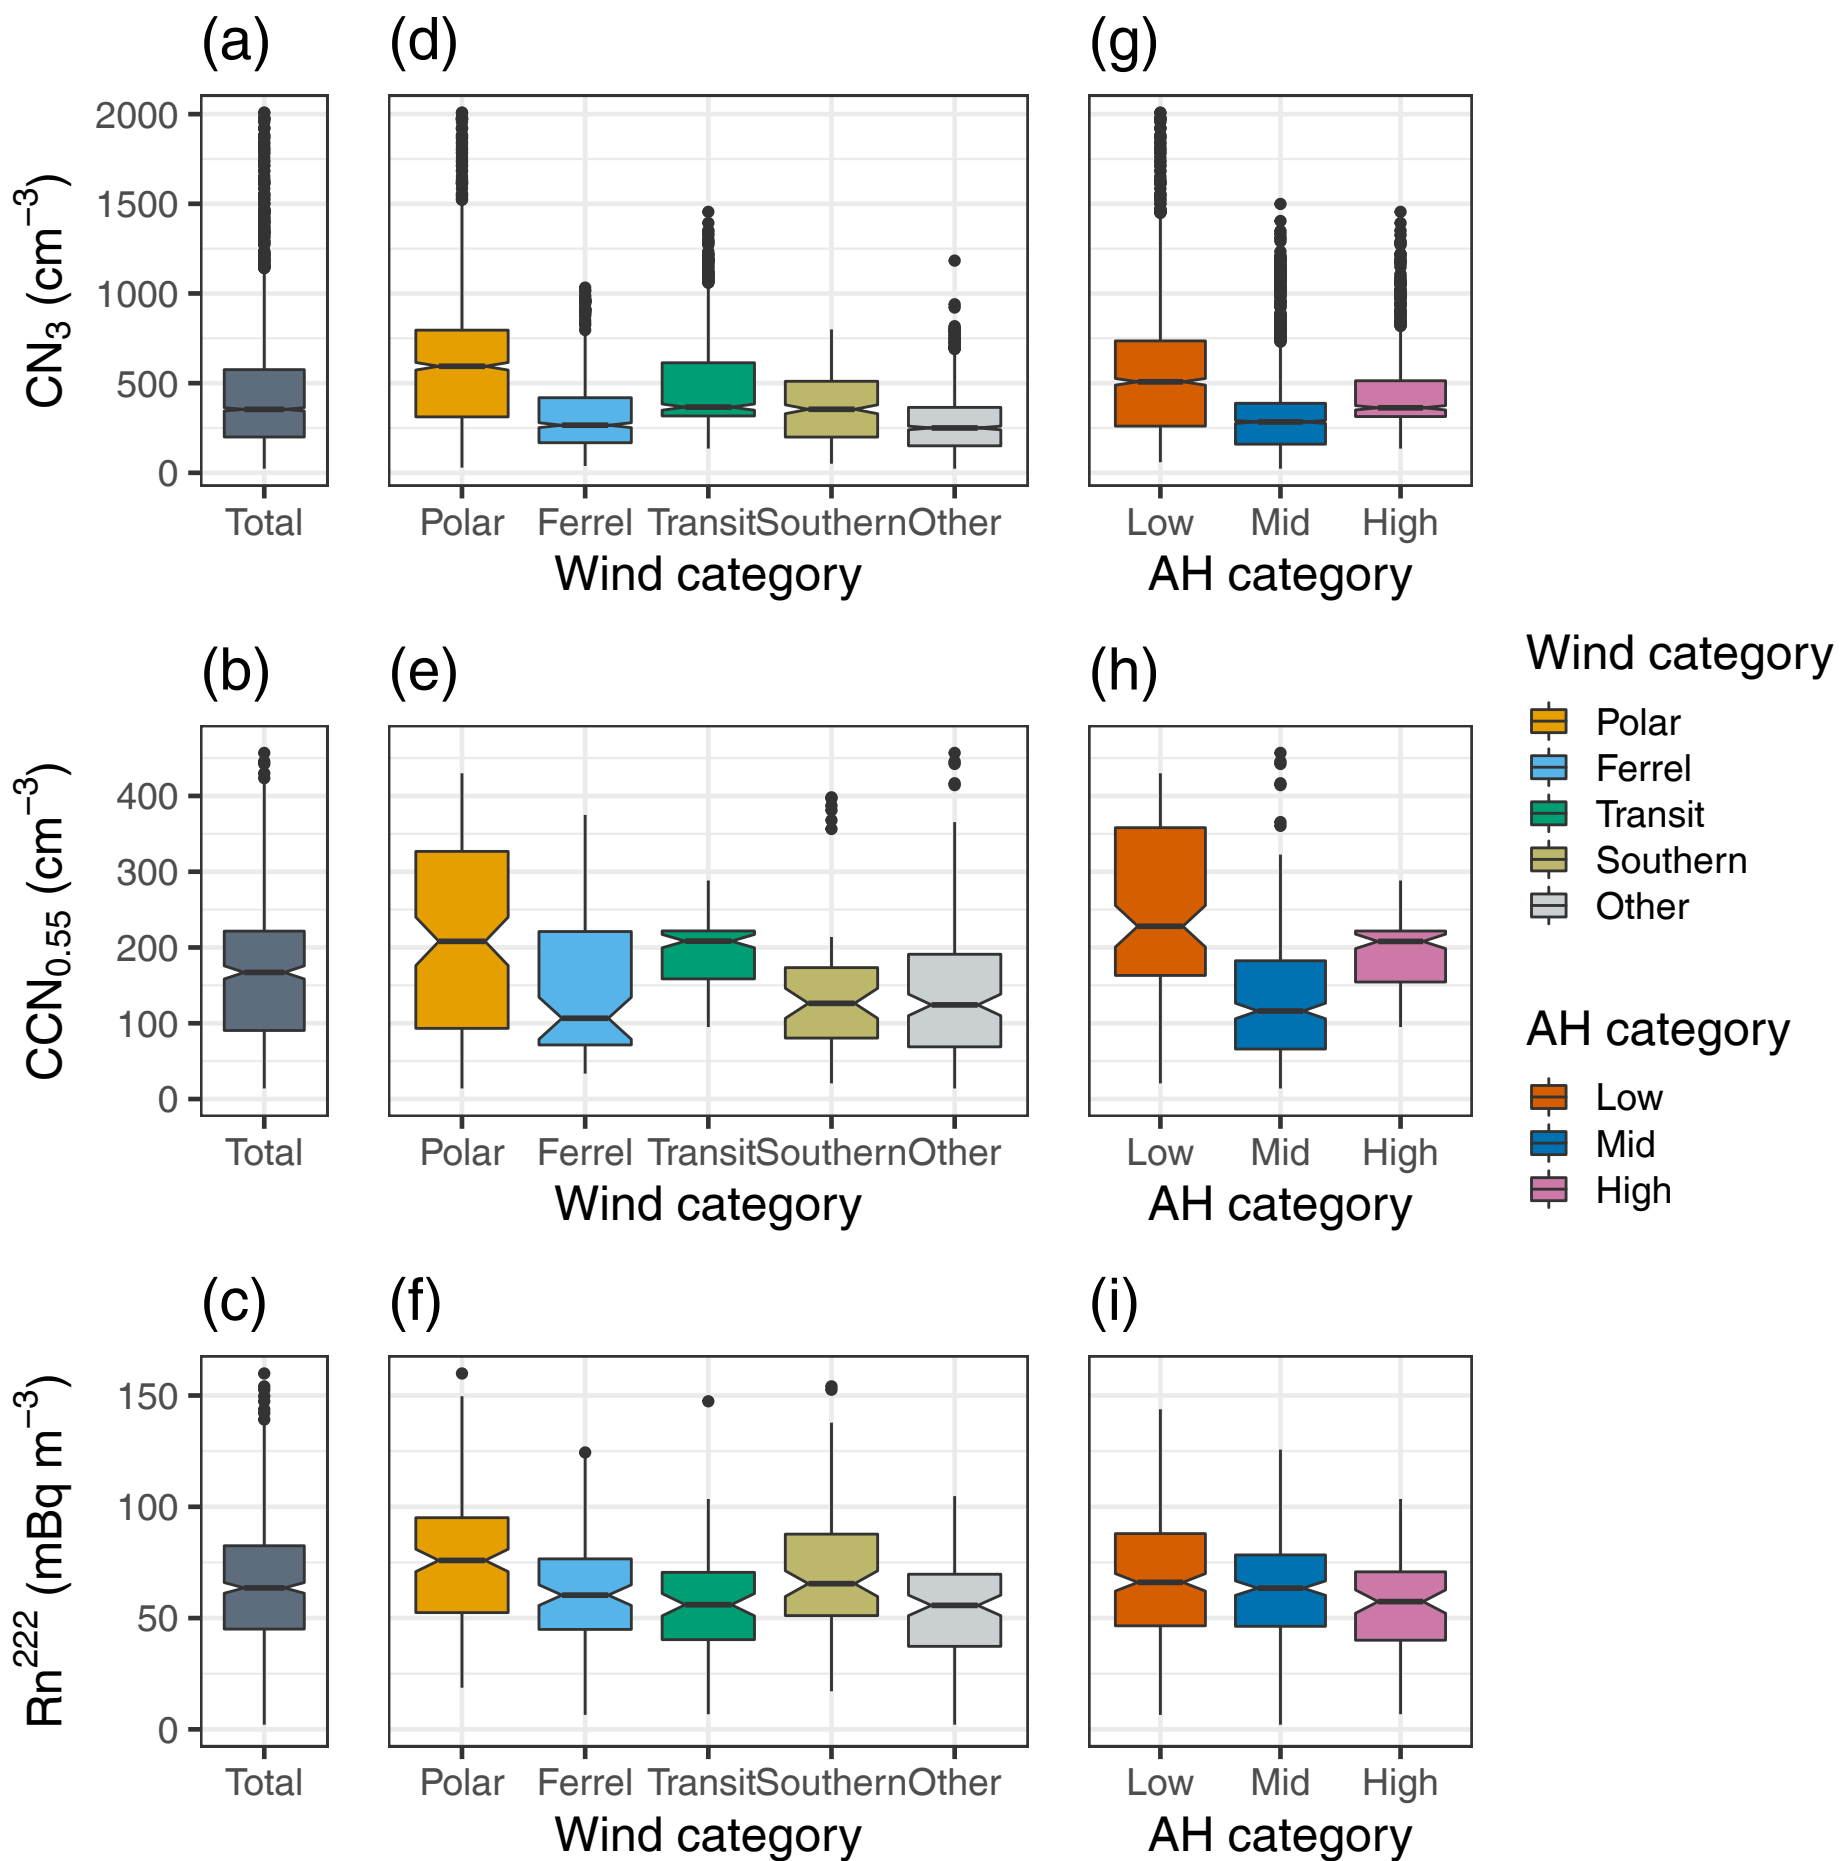 (a) (d) (g)
CN₃ (cm⁻³)
2000
1500
1000
500
0
Total Polar Ferrel Transit Southern Other Low Mid High
Wind category AH category
(b) (e) (h)
CCN₀.₅₅ (cm⁻³)
400
300
200
100
0
Total Polar Ferrel Transit Southern Other Low Mid High
Wind category AH category
Wind category
Polar
Ferrel
Transit
Southern
Other
AH category
Low
Mid
High
(c) (f) (i)
Rn²²² (mBq m⁻³)
150
100
50
0
Total Polar Ferrel Transit Southern Other Low Mid High
Wind category AH category